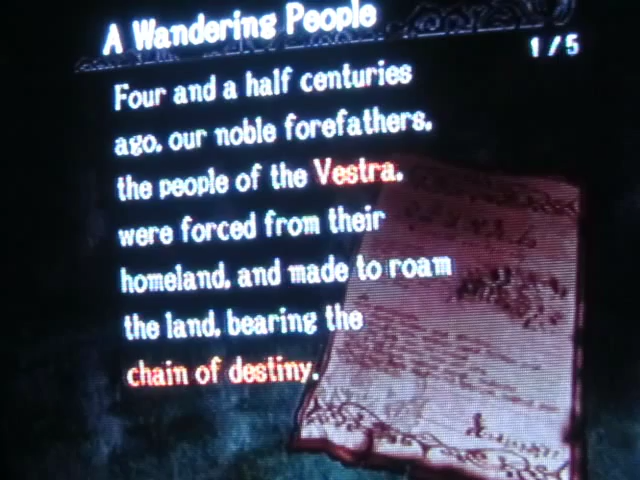 A Wandering People
1/5
Four and a half centuries
ago, our noble forefathers,
the people of the Vestra,
were forced from their
homeland, and made to roam
the land, bearing the
chain of destiny.